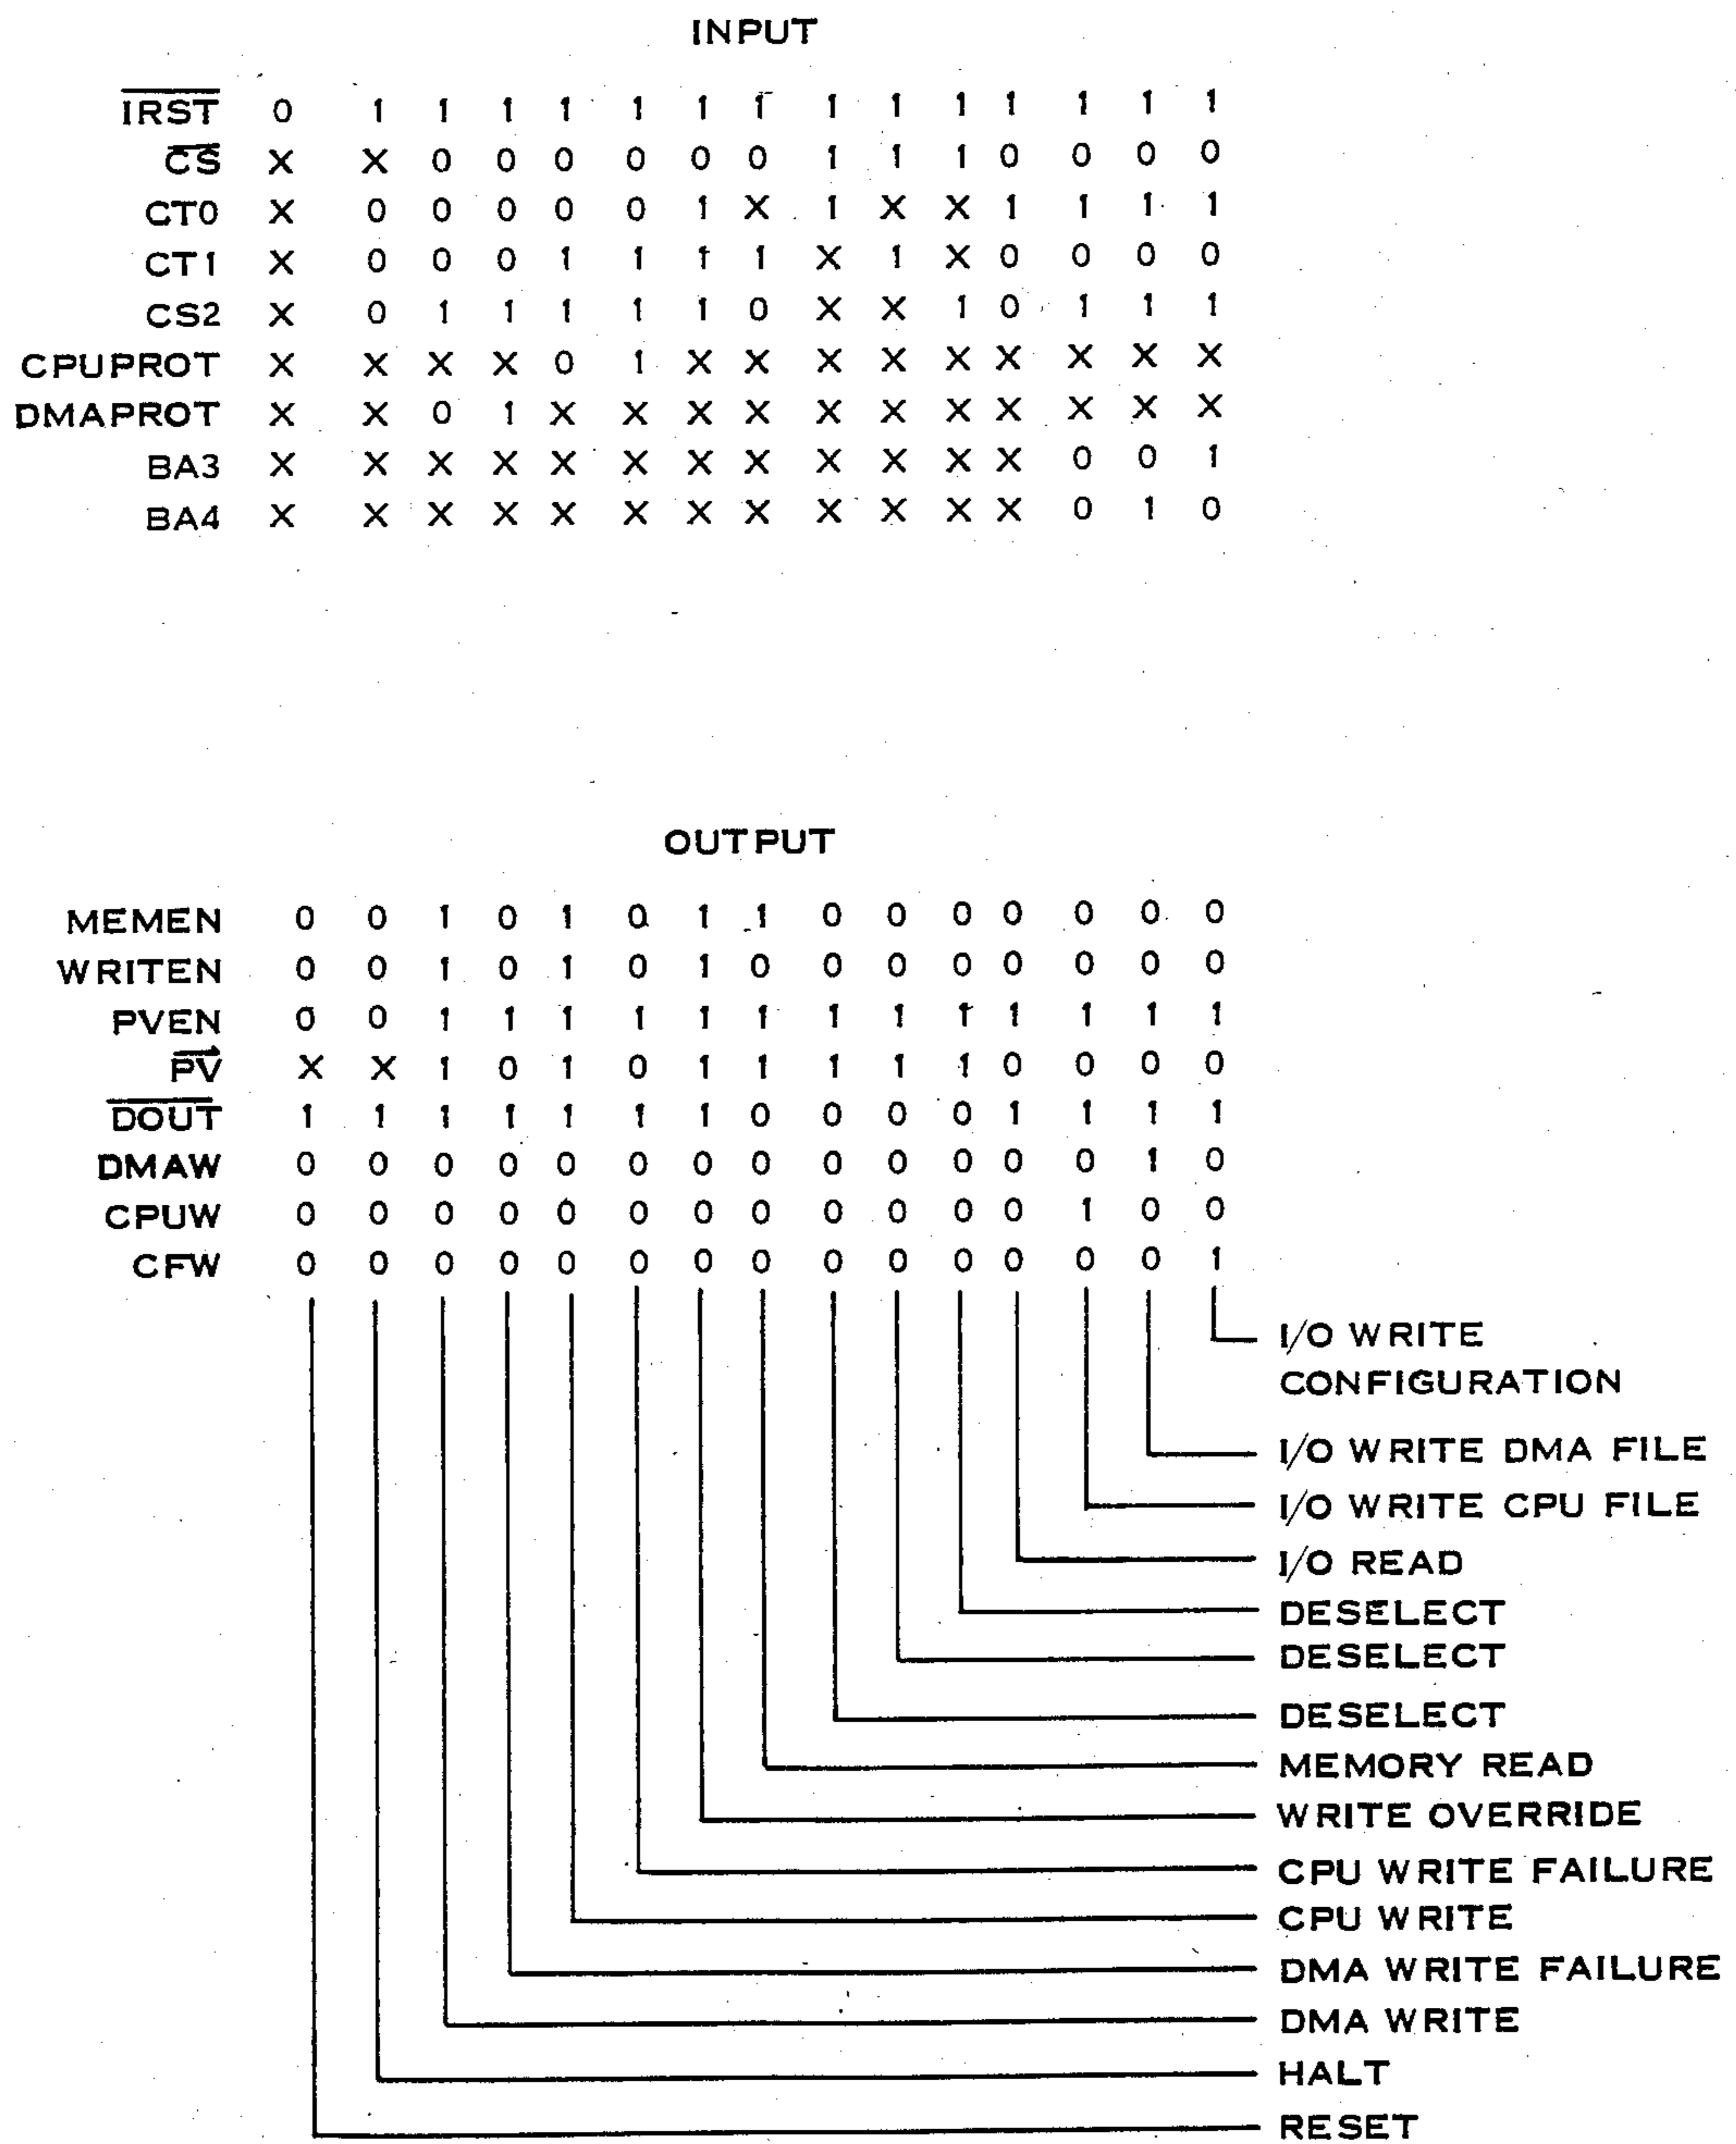 INPUT
IRST 0 1 1 1 1 1 1 1 1 1 1 1 1 1 1
CS X X 0 0 0 0 0 0 1 1 1 0 0 0 0
CT0 X 0 0 0 0 0 1 X 1 X X 1 1 1 1
CT1 X 0 0 0 1 1 1 1 X 1 X 0 0 0 0
CS2 X 0 1 1 1 1 1 0 X X 1 0 1 1 1
CPUPROT X X X X 0 1 X X X X X X X X X
DMAPROT X X 0 1 X X X X X X X X X X X
BA3 X X X X X X X X X X X X 0 0 1
BA4 X X X X X X X X X X X X 0 1 0
OUTPUT
MEMEN 0 0 1 0 1 0 1 1 0 0 0 0 0 0 0
WRITEN 0 0 1 0 1 0 1 0 0 0 0 0 0 0 0
PVEN 0 0 1 1 1 1 1 1 1 1 1 1 1 1 1
PV X X 1 0 1 0 1 1 1 1 1 0 0 0 0
DOUT 1 1 1 1 1 1 1 0 0 0 0 1 1 1 1
DMAW 0 0 0 0 0 0 0 0 0 0 0 0 0 1 0
CPUW 0 0 0 0 0 0 0 0 0 0 0 0 1 0 0
CFW 0 0 0 0 0 0 0 0 0 0 0 0 0 0 1
I/O WRITE
CONFIGURATION
I/O WRITE DMA FILE
I/O WRITE CPU FILE
I/O READ
DESELECT
DESELECT
DESELECT
MEMORY READ
WRITE OVERRIDE
CPU WRITE FAILURE
CPU WRITE
DMA WRITE FAILURE
DMA WRITE
HALT
RESET